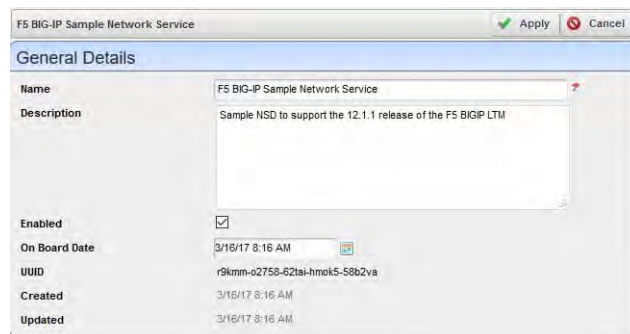 F5 BIG-IP Sample Network Service Apply Cancel
General Details
Name F5 BIG-IP Sample Network Service ?
Description Sample NSD to support the 12.1.1 release of the F5 BIGIP LTM
Enabled
On Board Date 3/16/17 8:16 AM
UUID r9kmm-o2758-62tai-hmok5-58b2va
Created 3/16/17 8:16 AM
Updated 3/16/17 8:16 AM